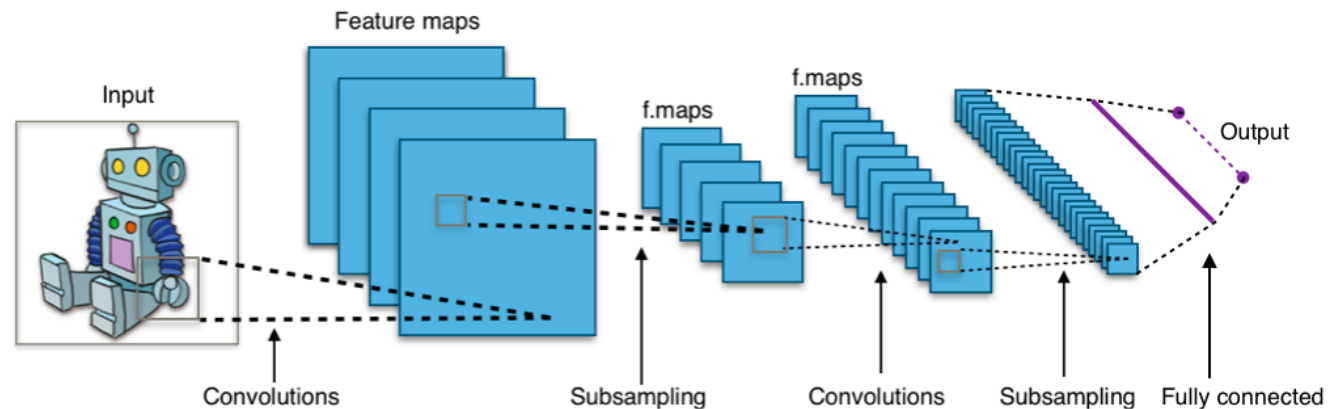 Feature maps
Input
f.maps
f.maps
Output
Convolutions
Subsampling
Convolutions
Subsampling
Fully connected